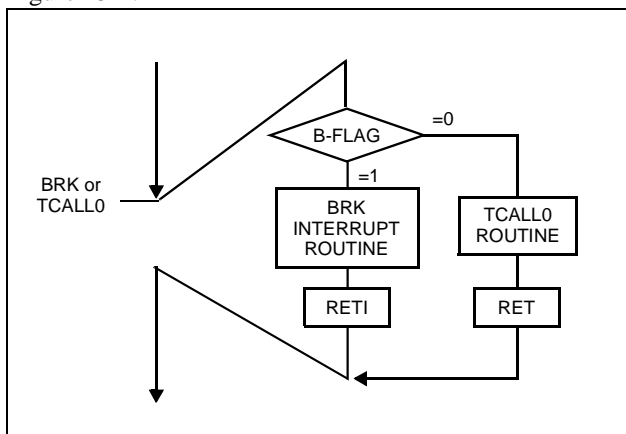 B-FLAG
=0
=1
BRK or
TCALL0
BRK
INTERRUPT
ROUTINE
TCALL0
ROUTINE
RETI
RET